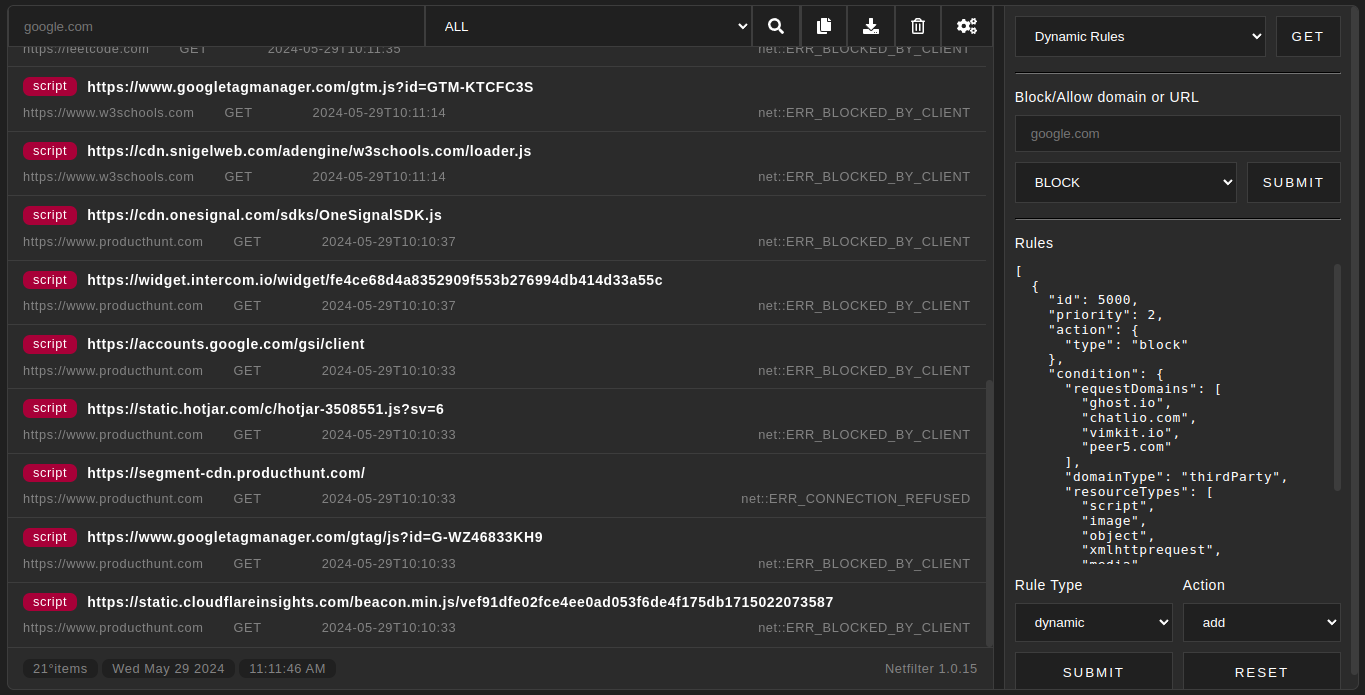 google.com
ALL
https://leetcode.com GET 2024-05-29T10:11:35 net::ERR_BLOCKED_BY_CLIENT
script https://www.googletagmanager.com/gtm.js?id=GTM-KTCFC3S
https://www.w3schools.com GET 2024-05-29T10:11:14 net::ERR_BLOCKED_BY_CLIENT
script https://cdn.snigelweb.com/adengine/w3schools.com/loader.js
https://www.w3schools.com GET 2024-05-29T10:11:14 net::ERR_BLOCKED_BY_CLIENT
script https://cdn.onesignal.com/sdks/OneSignalSDK.js
https://www.producthunt.com GET 2024-05-29T10:10:37 net::ERR_BLOCKED_BY_CLIENT
script https://widget.intercom.io/widget/fe4ce68d4a8352909f553b276994db414d33a55c
https://www.producthunt.com GET 2024-05-29T10:10:37 net::ERR_BLOCKED_BY_CLIENT
script https://accounts.google.com/gsi/client
https://www.producthunt.com GET 2024-05-29T10:10:33 net::ERR_BLOCKED_BY_CLIENT
script https://static.hotjar.com/c/hotjar-3508551.js?sv=6
https://www.producthunt.com GET 2024-05-29T10:10:33 net::ERR_BLOCKED_BY_CLIENT
script https://segment-cdn.producthunt.com/
https://www.producthunt.com GET 2024-05-29T10:10:33 net::ERR_CONNECTION_REFUSED
script https://www.googletagmanager.com/gtag/js?id=G-WZ46833KH9
https://www.producthunt.com GET 2024-05-29T10:10:33 net::ERR_BLOCKED_BY_CLIENT
script https://static.cloudflareinsights.com/beacon.min.js/vef91dfe02fce4ee0ad053f6de4f175db1715022073587
https://www.producthunt.com GET 2024-05-29T10:10:33 net::ERR_BLOCKED_BY_CLIENT
21°items Wed May 29 2024 11:11:46 AM Netfilter 1.0.15
Dynamic Rules GET
Block/Allow domain or URL
google.com
BLOCK SUBMIT
Rules
[
{
"id": 5000,
"priority": 2,
"action": {
"type": "block"
},
"condition": {
"requestDomains": [
"ghost.io",
"chatlio.com",
"vimkit.io",
"peer5.com"
],
"domainType": "thirdParty",
"resourceTypes": [
"script",
"image",
"object",
"xmlhttprequest",
"media"
Rule Type Action
dynamic add
SUBMIT RESET